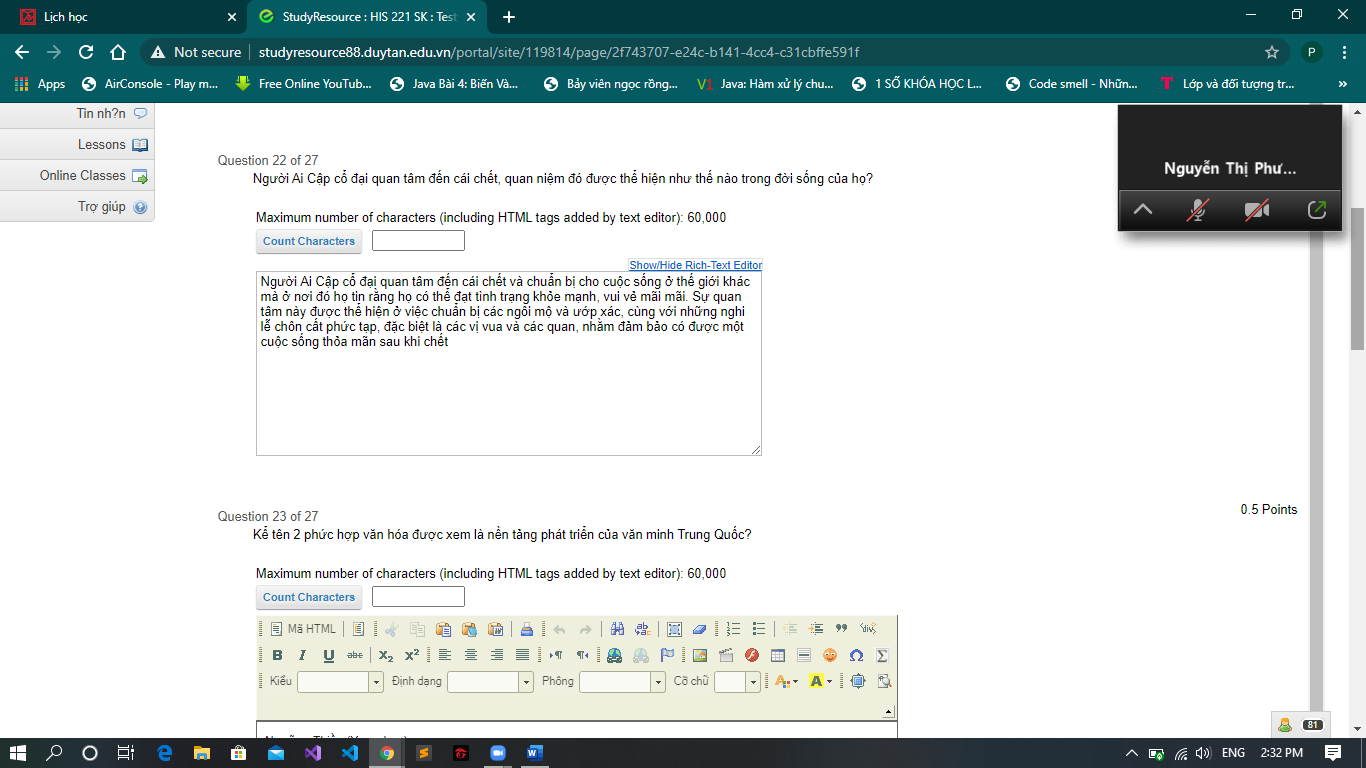 Lịch học
StudyResource : HIS 221 SK : Test
Not secure
studyresource88.duytan.edu.vn/portal/site/119814/page/2f743707-e24c-b141-4cc4-c31cbffe591f
P
Apps
AirConsole - Play m...
Free Online YouTub...
Java Bài 4: Biến Và...
Bảy viên ngọc rồng...
V1 Java: Hàm xử lý chu...
1 SỐ KHÓA HỌC L...
Code smell - Nhữn...
T Lớp và đối tượng tr...
»
Tin nh?n
Lessons
Online Classes
Trợ giúp
Nguyễn Thị Phư...
Question 22 of 27
Người Ai Cập cổ đại quan tâm đến cái chết, quan niệm đó được thể hiện như thế nào trong đời sống của họ?
Maximum number of characters (including HTML tags added by text editor): 60,000
Count Characters
Show/Hide Rich-Text Editor
Người Ai Cập cổ đại quan tâm đến cái chết và chuẩn bị cho cuộc sống ở thế giới khác
mà ở nơi đó họ tin rằng họ có thể đạt tình trạng khỏe mạnh, vui vẻ mãi mãi. Sự quan
tâm này được thể hiện ở việc chuẩn bị các ngôi mộ và ướp xác, cùng với những nghi
lễ chôn cất phức tạp, đặc biệt là các vị vua và các quan, nhằm đảm bảo có được một
cuộc sống thỏa mãn sau khi chết
0.5 Points
Question 23 of 27
Kể tên 2 phức hợp văn hóa được xem là nền tảng phát triển của văn minh Trung Quốc?
Maximum number of characters (including HTML tags added by text editor): 60,000
Count Characters
Mã HTML
B I U abc X₂ X²
Kiểu
Định dạng
Phông
Cỡ chữ
81
ENG
2:32 PM